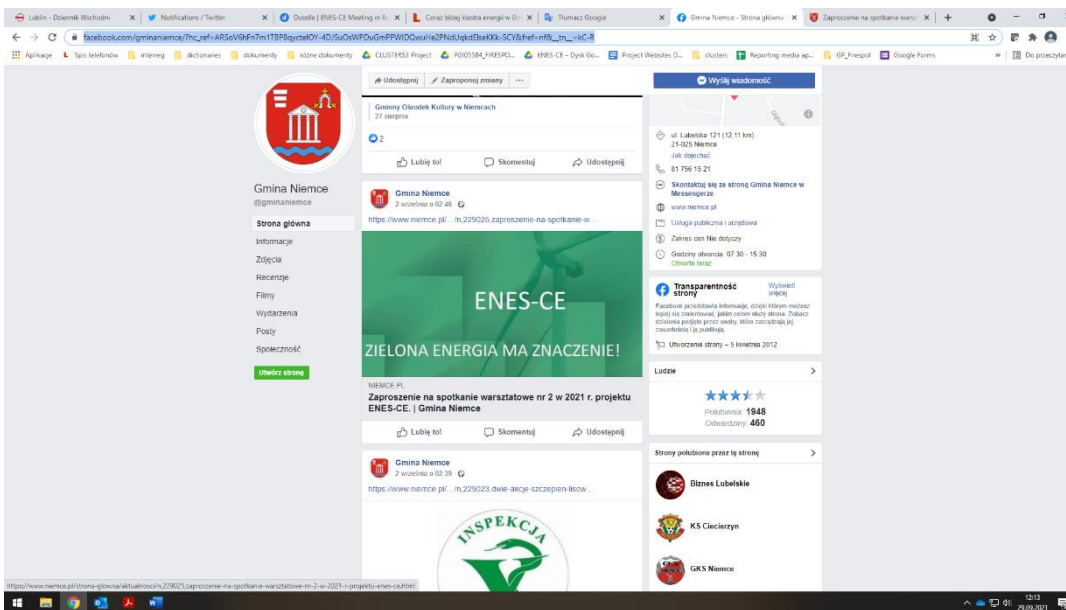 Lublin - Dziennik Wschodni
Notifications / Twitter
Doodle | ENES-CE Meeting in B
Coraz bliżej klastra energii w G
Tłumacz Google
Gmina Niemce - Strona główna
Zaproszenie na spotkanie warsz
facebook.com/gminaniemce/
Aplikacje
Spis telefonów
interreg
dictionaries
dokumenty
różne dokumenty
CLUSTERS3 Project
PGI05384_FIRESPO...
ENES-CE – Dysk Go...
Project Websites D...
clusters
Reporting media ap...
GP_Firespol
Google Forms
Do przeczytania
Gmina Niemce
@gminaniemce
Strona główna
Informacje
Zdjęcia
Recenzje
Filmy
Wydarzenia
Posty
Społeczność
Utwórz stronę
Udostępnij
Zaproponuj zmiany
Gminny Ośrodek Kultury w Niemcach
27 sierpnia
2
Lubię to!
Skomentuj
Udostępnij
Gmina Niemce
2 września o 02:48
https://www.niemce.pl/.../n,229025,zaproszenie-na-spotkanie-w...
ENES-CE
ZIELONA ENERGIA MA ZNACZENIE!
NIEMCE.PL
Zaproszenie na spotkanie warsztatowe nr 2 w 2021 r. projektu
ENES-CE. | Gmina Niemce
Lubię to!
Skomentuj
Udostępnij
Gmina Niemce
2 września o 02:39
https://www.niemce.pl/.../n,229023,dwie-akcje-szczepien-lisow...
INSPEKCJA
Wyślij wiadomość
ul. Lubelska 121 (12,11 km)
21-025 Niemce
Jak dojechać
81 756 15 21
Skontaktuj się ze stroną Gmina Niemce w
Messengerze
www.niemce.pl
Usługa publiczna i urzędowa
Zakres cen Nie dotyczy
Godziny otwarcia: 07:30 - 15:30
Otwarte teraz
Transparentność
strony
Wyświetl
więcej
Facebook przedstawia informacje, dzięki którym możesz
lepiej się zorientować, jakim celom służy strona. Zobacz
działania podjęte przez osoby, które zarządzają jej
zawartością i ją publikują.
Utworzenie strony – 5 kwietnia 2012
Ludzie
Polubienia: 1948
Odwiedziny: 460
Strony polubione przez tę stronę
Biznes Lubelskie
KS Ciecierzyn
GKS Niemce
https://www.niemce.pl/strona-glowna/aktualnosci/n,229025,zaproszenie-na-spotkanie-warsztatowe-nr-2-w-2021-r-projektu-enes-ce.html
12:13
29.09.2021